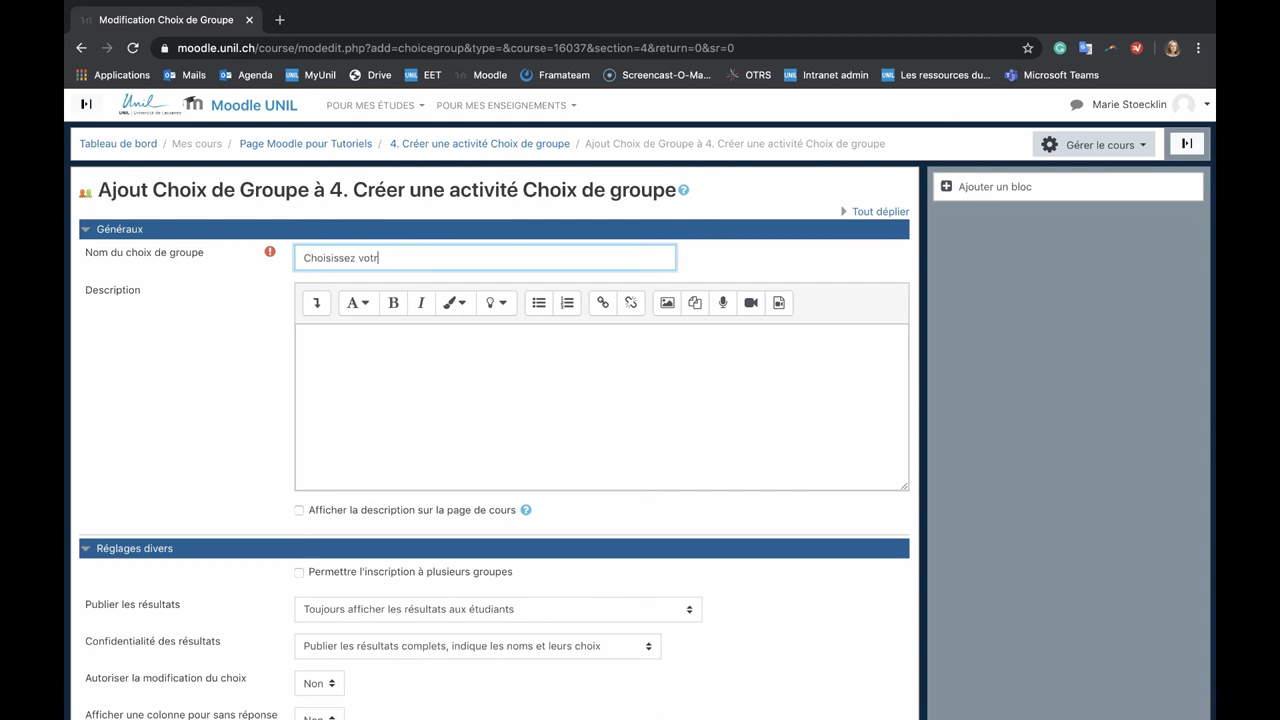 Modification Choix de Groupe
moodle.unil.ch/course/modedit.php?add=choicegroup&type=&course=16037&section=4&return=0&sr=0
Applications Mails Agenda MyUnil Drive EET Moodle Framateam Screencast-O-Ma... OTRS Intranet admin Les ressources du... Microsoft Teams
Unil
UNIL | Université de Lausanne
Moodle UNIL POUR MES ÉTUDES POUR MES ENSEIGNEMENTS Marie Stoecklin
Tableau de bord / Mes cours / Page Moodle pour Tutoriels / 4. Créer une activité Choix de groupe / Ajout Choix de Groupe à 4. Créer une activité Choix de groupe
Gérer le cours
Ajouter un bloc
Ajout Choix de Groupe à 4. Créer une activité Choix de groupe
Tout déplier
Généraux
Nom du choix de groupe
Choisissez votr
Description
Afficher la description sur la page de cours
Réglages divers
Permettre l'inscription à plusieurs groupes
Publier les résultats Toujours afficher les résultats aux étudiants
Confidentialité des résultats Publier les résultats complets, indique les noms et leurs choix
Autoriser la modification du choix Non
Afficher une colonne pour sans réponse Non